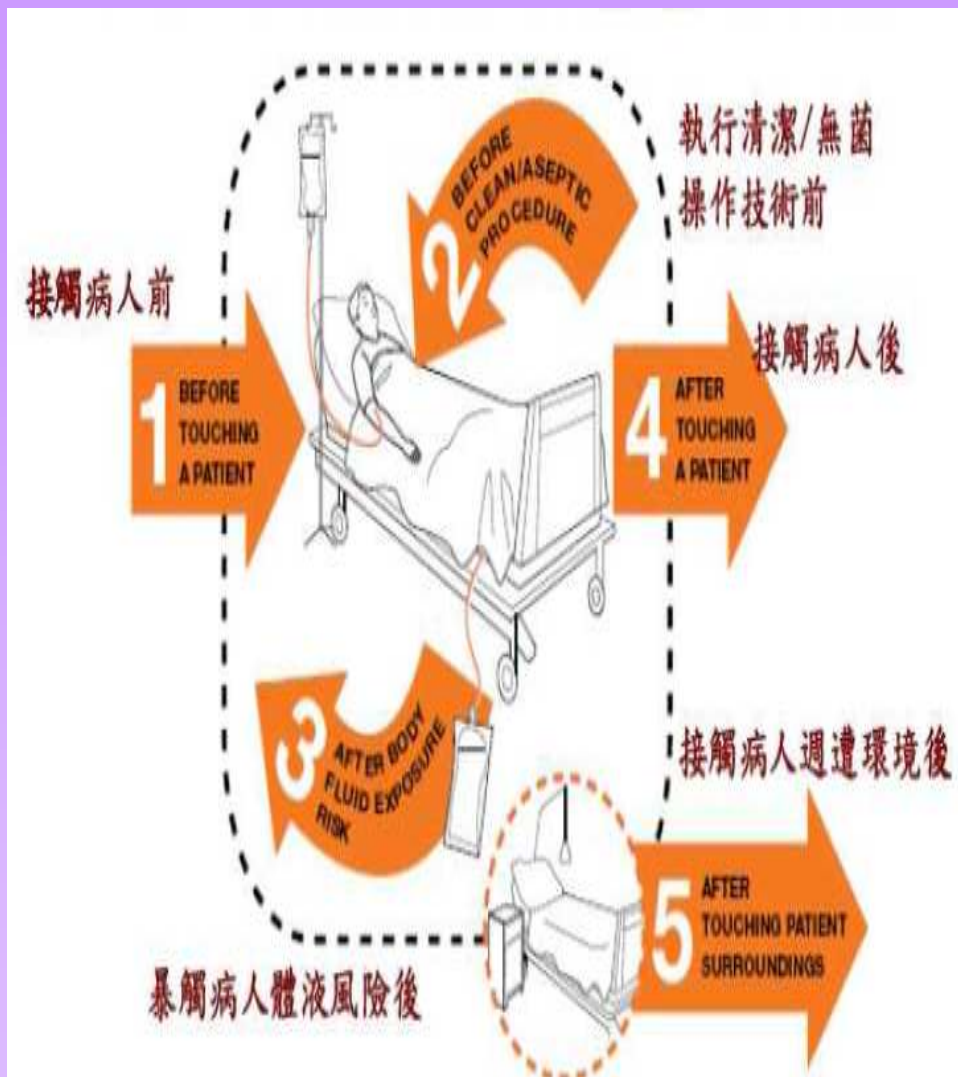 執行清潔/無菌
操作技術前
2
BEFORE
CLEAN/ASEPTIC
PROCEDURE
接觸病人前
1
BEFORE
TOUCHING
A PATIENT
接觸病人後
4
AFTER
TOUCHING
A PATIENT
3
AFTER BODY
FLUID EXPOSURE
RISK
接觸病人週遭環境後
5
AFTER
TOUCHING PATIENT
SURROUNDINGS
暴觸病人體液風險後